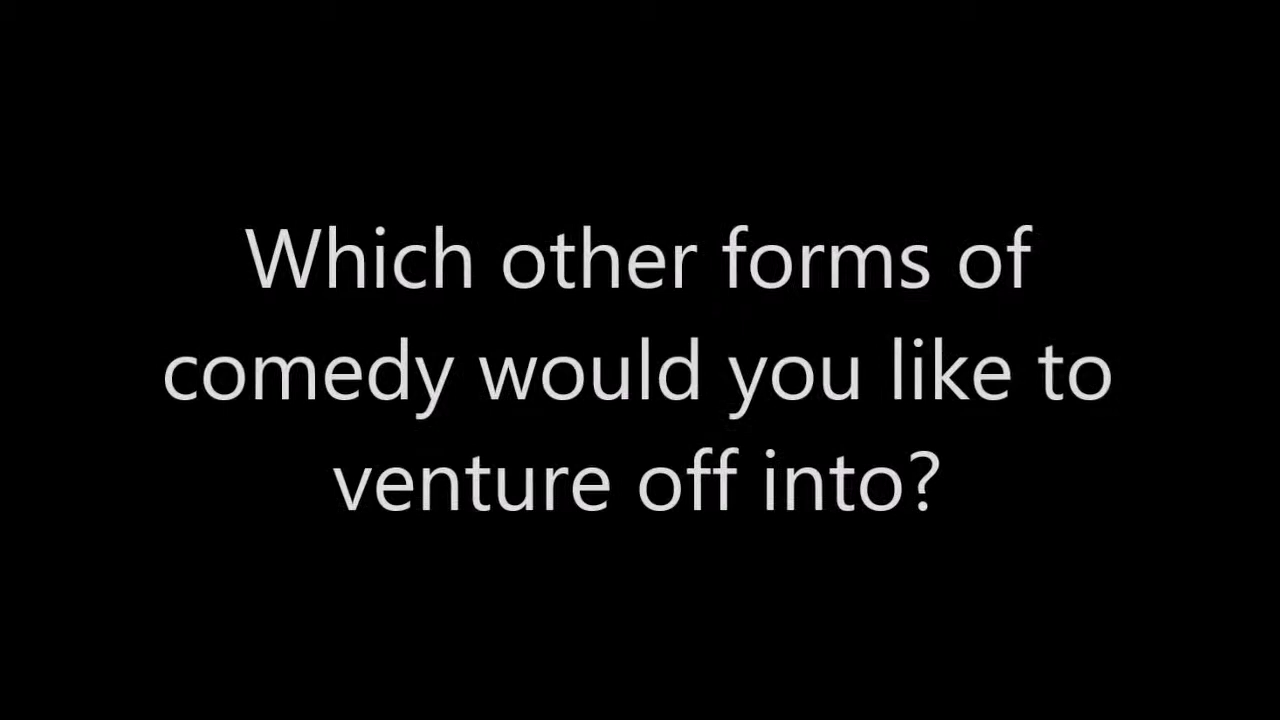 Which other forms of
comedy would you like to
venture off into?